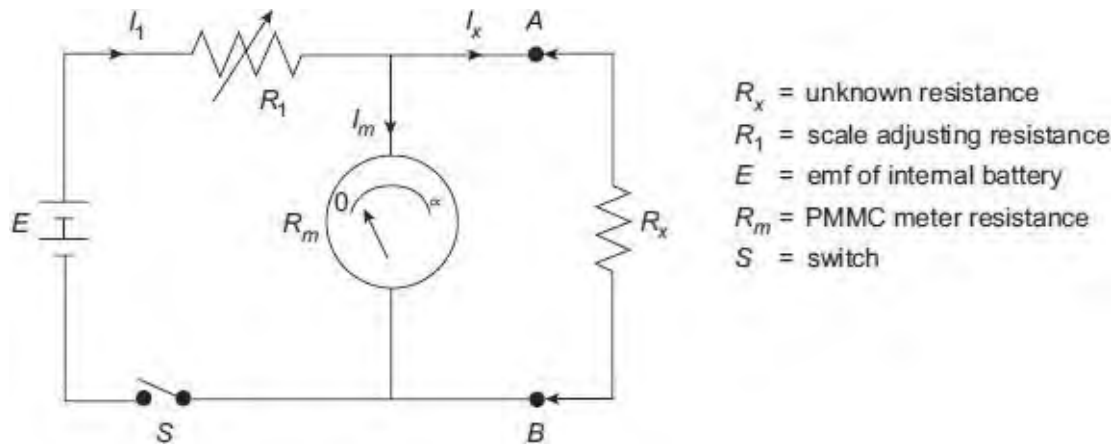 I₁
Iₓ
A
R₁
Iₘ
0
∝
E
Rₘ
Rₓ
S
B
Rₓ = unknown resistance
R₁ = scale adjusting resistance
E = emf of internal battery
Rₘ = PMMC meter resistance
S = switch